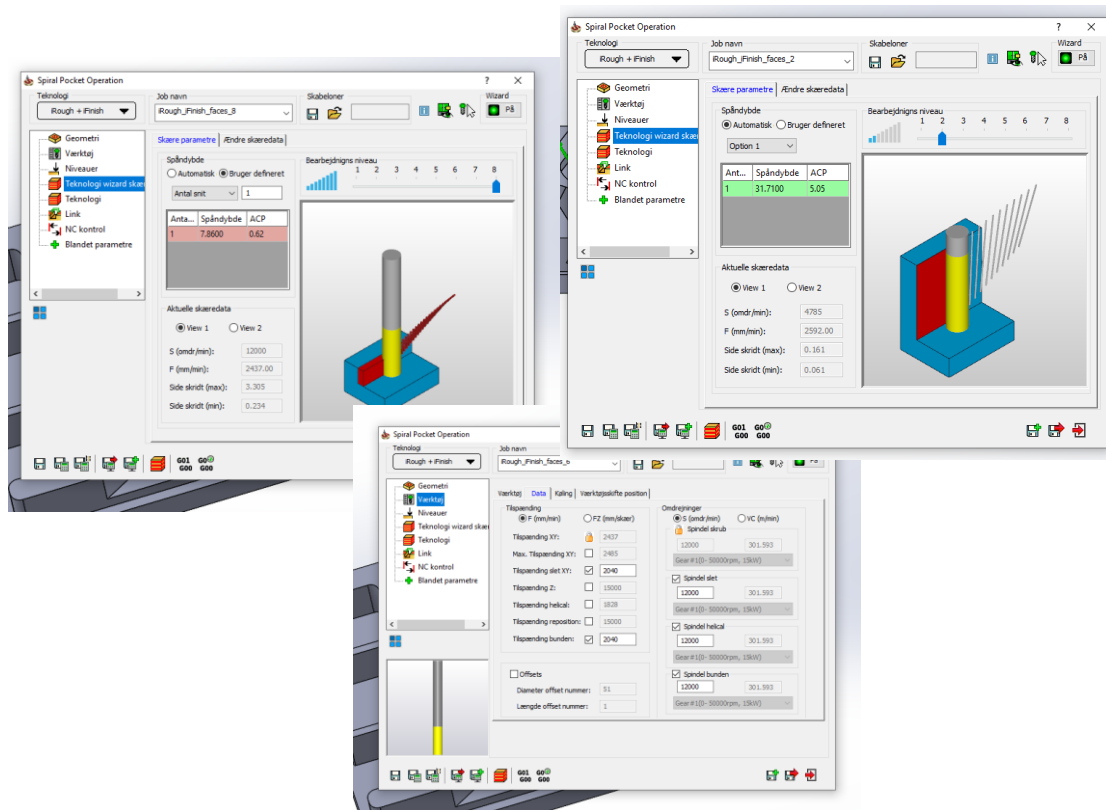 Spiral Pocket Operation
?
X
Teknologi
Job navn
Skabeloner
Wizard
iRough + iFinish
iRough_iFinish_faces_8
På
Geometri
Værktøj
Niveauer
Teknologi wizard skær
Teknologi
Link
NC kontrol
Blandet parametre
Skære parametre
Ændre skæredata
Spåndybde
Automatisk
Bruger defineret
Antal snit
1
Anta...
Spåndybde
ACP
1
7.8600
0.62
Bearbejdnigns niveau
1 2 3 4 5 6 7 8
Aktuelle skæredata
View 1
View 2
S (omdr/min):
12000
F (mm/min):
2437.00
Side skridt (max):
3.305
Side skridt (min):
0.234
G01
G00
G0
G00
Spiral Pocket Operation
?
X
Teknologi
Job navn
Skabeloner
Wizard
iRough + iFinish
iRough_iFinish_faces_2
På
Geometri
Værktøj
Niveauer
Teknologi wizard skær
Teknologi
Link
NC kontrol
Blandet parametre
Skære parametre
Ændre skæredata
Spåndybde
Automatisk
Bruger defineret
Option 1
Ant...
Spåndybde
ACP
1
31.7100
5.05
Bearbejdnigns niveau
1 2 3 4 5 6 7 8
Aktuelle skæredata
View 1
View 2
S (omdr/min):
4785
F (mm/min):
2592.00
Side skridt (max):
0.161
Side skridt (min):
0.061
G01
G00
G0
G00
Spiral Pocket Operation
Teknologi
Job navn
iRough + iFinish
iRough_iFinish_faces_6
På
Geometri
Værktøj
Niveauer
Teknologi wizard skær
Teknologi
Link
NC kontrol
Blandet parametre
Værktøj
Data
Køling
Værktøjsskifte position
Tilspænding
F (mm/min)
FZ (mm/skær)
Tilspænding XY:
2437
Max. Tilspænding XY:
2485
Tilspænding slet XY:
2040
Tilspænding Z:
15000
Tilspænding helical:
1828
Tilspænding reposition:
15000
Tilspænding bunden:
2040
Offsets
Diameter offset nummer:
51
Længde offset nummer:
1
Omdrejninger
S (omdr/min)
VC (m/min)
Spindel skrub
12000
301.593
Gear#1(0- 50000rpm, 15kW)
Spindel slet
12000
301.593
Gear#1(0- 50000rpm, 15kW)
Spindel helical
12000
301.593
Gear#1(0- 50000rpm, 15kW)
Spindel bunden
12000
301.593
Gear#1(0- 50000rpm, 15kW)
G01
G00
G0
G00